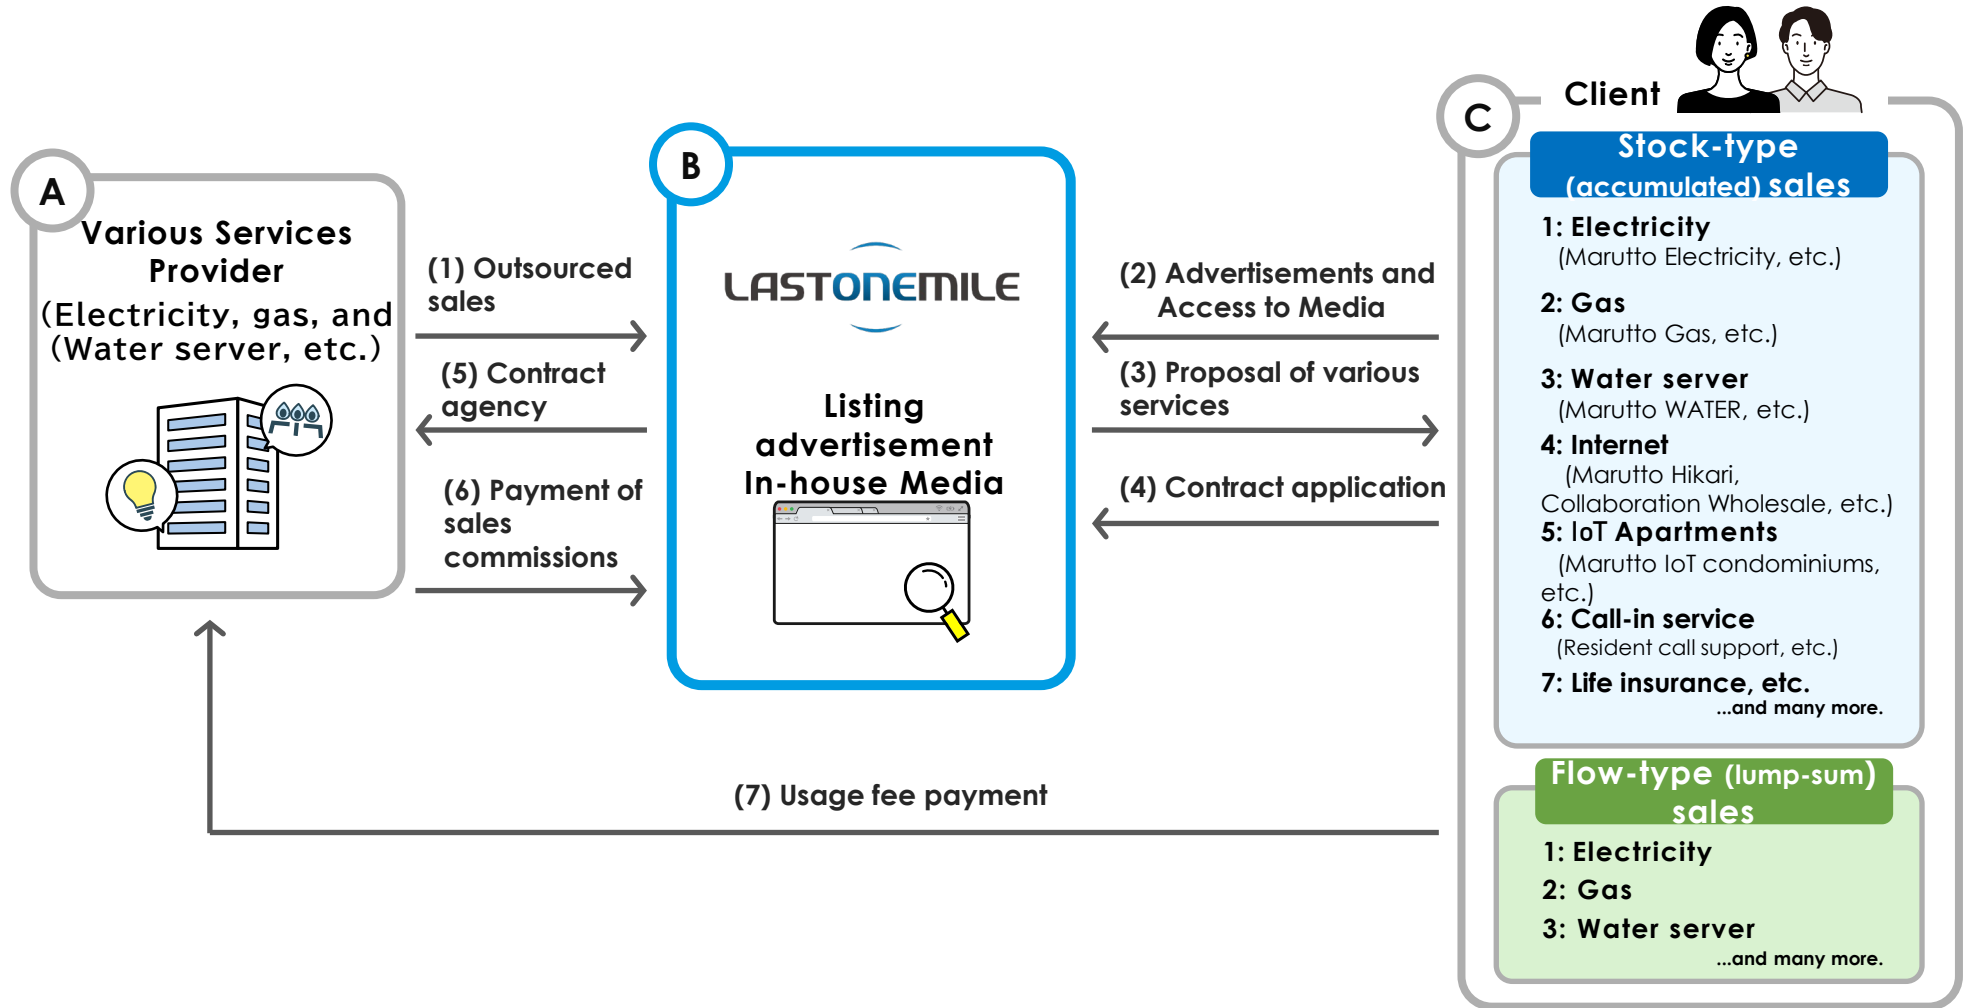 A
Various Services
Provider
(Electricity, gas, and
(Water server, etc.)
(1) Outsourced
sales
(5) Contract
agency
(6) Payment of
sales
commissions
B
LASTONEMILE
Listing
advertisement
In-house Media
(2) Advertisements and
Access to Media
(3) Proposal of various
services
(4) Contract application
(7) Usage fee payment
C
Client
Stock-type
(accumulated) sales
1: Electricity
(Marutto Electricity, etc.)
2: Gas
(Marutto Gas, etc.)
3: Water server
(Marutto WATER, etc.)
4: Internet
(Marutto Hikari,
Collaboration Wholesale, etc.)
5: IoT Apartments
(Marutto IoT condominiums,
etc.)
6: Call-in service
(Resident call support, etc.)
7: Life insurance, etc.
...and many more.
Flow-type (lump-sum)
sales
1: Electricity
2: Gas
3: Water server
...and many more.